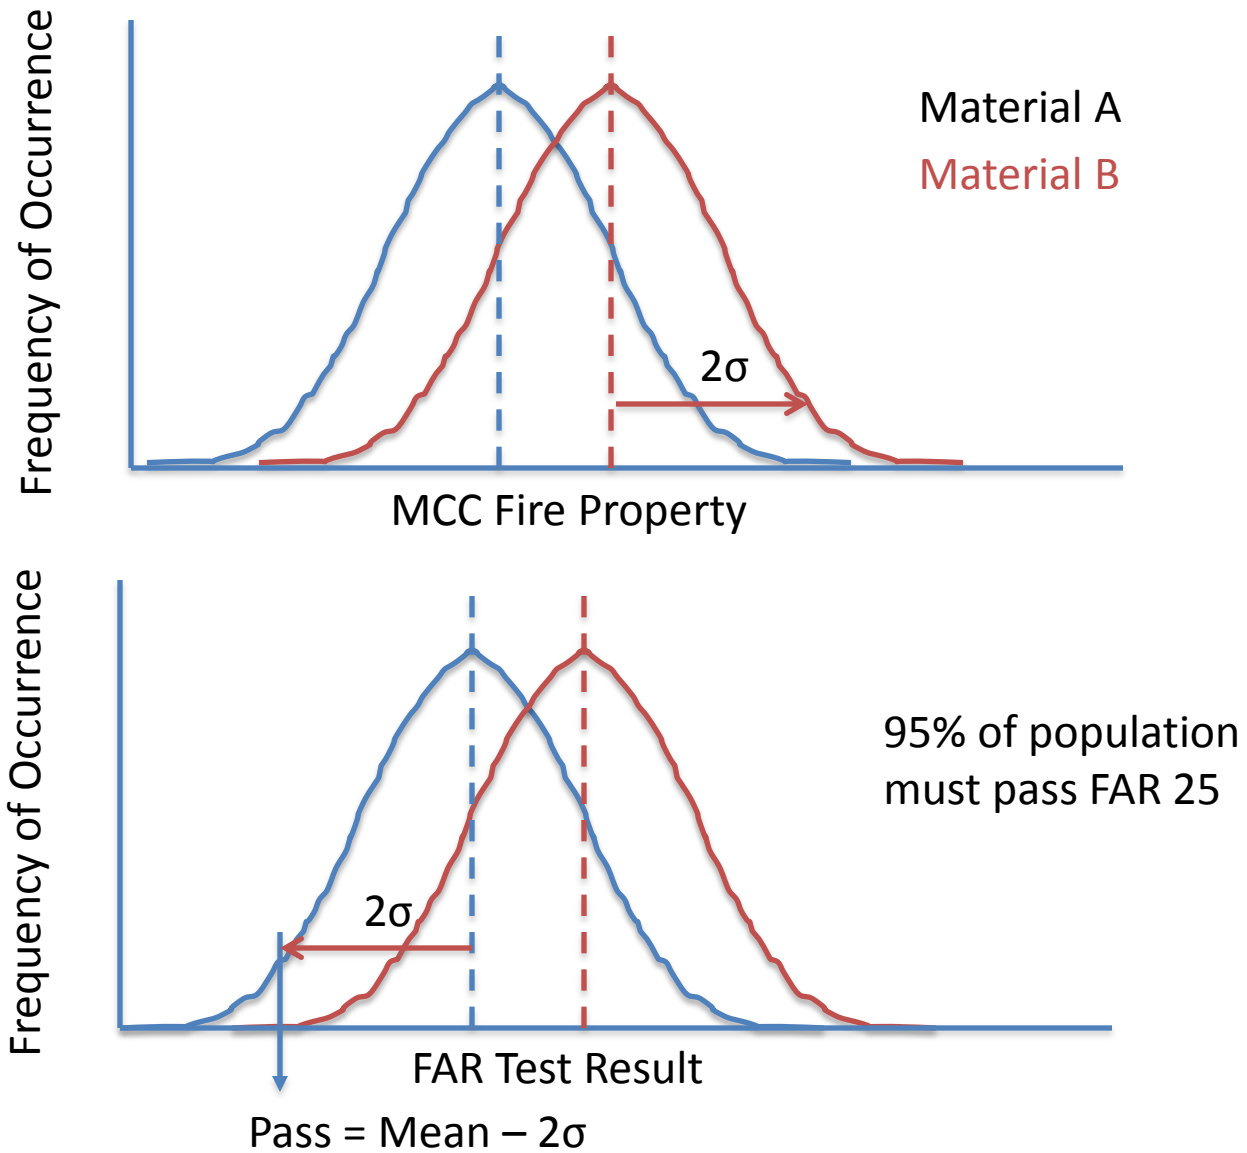 Frequency of Occurrence
Material A
Material B
2σ
MCC Fire Property
Frequency of Occurrence
95% of population
must pass FAR 25
2σ
FAR Test Result
Pass = Mean – 2σ